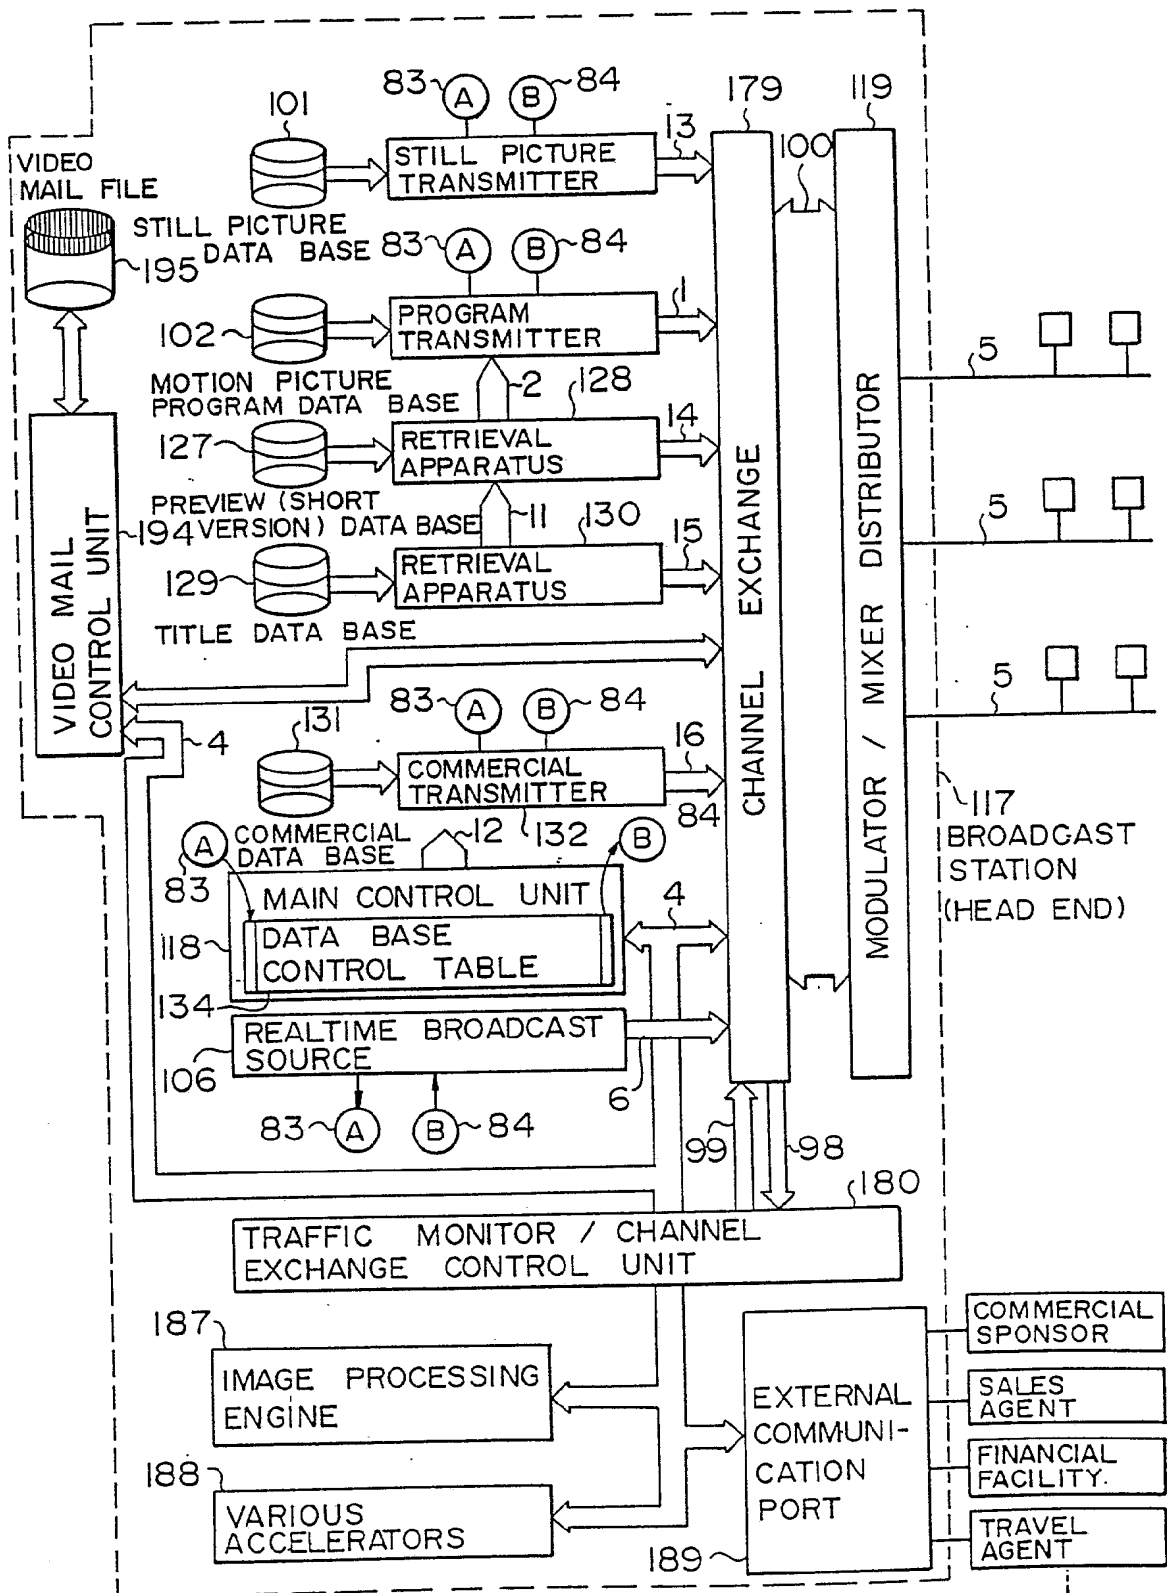 83
A
B
84
179
119
101
13
100
STILL PICTURE
TRANSMITTER
VIDEO
MAIL FILE
STILL PICTURE
DATA BASE
195
83
A
B
84
1
102
PROGRAM
TRANSMITTER
MOTION PICTURE
PROGRAM DATA BASE
2
128
5
127
RETRIEVAL
APPARATUS
14
PREVIEW (SHORT
VERSION) DATA BASE
194
11
130
5
129
RETRIEVAL
APPARATUS
15
TITLE DATA BASE
VIDEO MAIL
CONTROL UNIT
CHANNEL EXCHANGE
MODULATOR / MIXER DISTRIBUTOR
4
131
83
A
B
84
5
COMMERCIAL
TRANSMITTER
16
84
132
12
COMMERCIAL
DATA BASE
A
83
B
117
BROADCAST
STATION
(HEAD END)
MAIN CONTROL UNIT
118
DATA BASE
CONTROL TABLE
134
4
REALTIME BROADCAST
SOURCE
106
6
83
A
B
84
99
98
180
TRAFFIC MONITOR / CHANNEL
EXCHANGE CONTROL UNIT
187
IMAGE PROCESSING
ENGINE
188
VARIOUS
ACCELERATORS
EXTERNAL
COMMUNI-
CATION
PORT
189
COMMERCIAL
SPONSOR
SALES
AGENT
FINANCIAL
FACILITY.
TRAVEL
AGENT